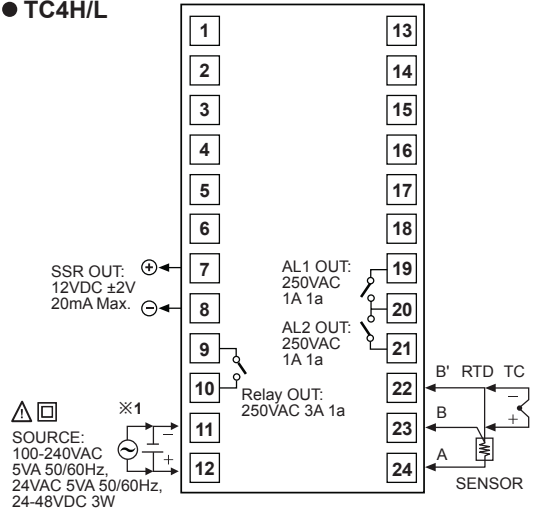 ● TC4H/L
1
2
3
4
5
6
7
8
9
10
11
12
13
14
15
16
17
18
19
20
21
22
23
24
SSR OUT:
12VDC ±2V
20mA Max.
+
−
AL1 OUT:
250VAC
1A 1a
AL2 OUT:
250VAC
1A 1a
Relay OUT:
250VAC 3A 1a
※1
−
+
SOURCE:
100-240VAC
5VA 50/60Hz,
24VAC 5VA 50/60Hz,
24-48VDC 3W
B' RTD TC
−
+
B
A
SENSOR